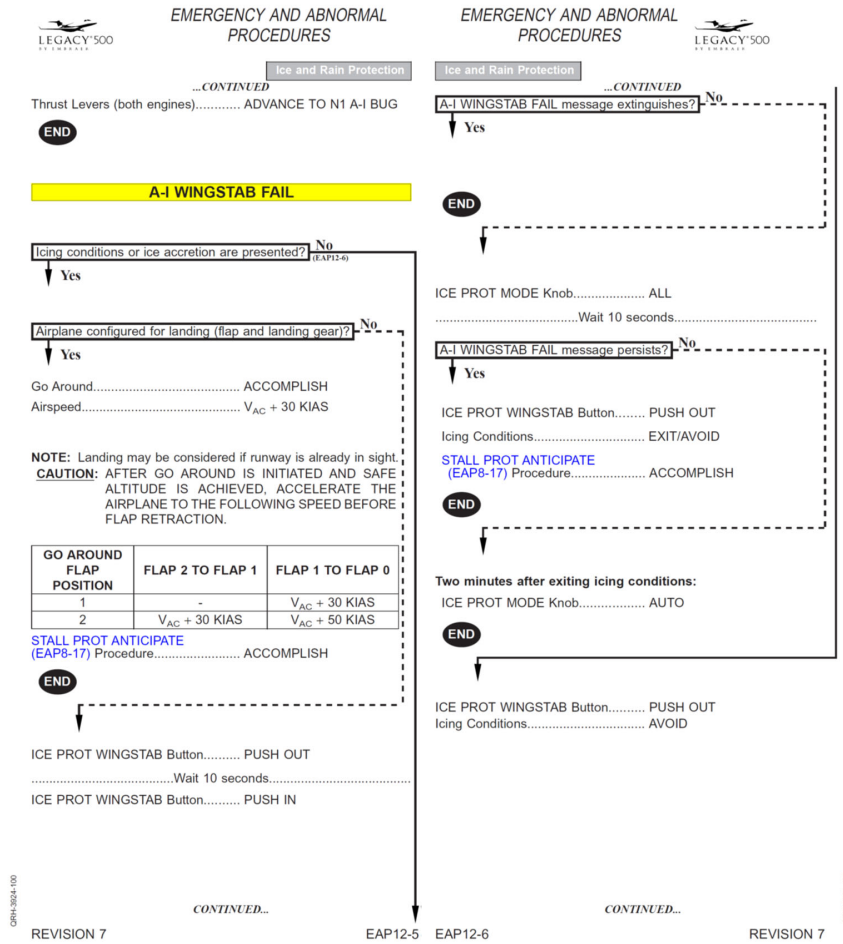 EMERGENCY AND ABNORMAL
PROCEDURES
LEGACY 500
BY EMBRAER
Ice and Rain Protection
...CONTINUED
Thrust Levers (both engines)............ ADVANCE TO N1 A-I BUG
END
A-I WINGSTAB FAIL
Icing conditions or ice accretion are presented? No
(EAP12-6)
Yes
Airplane configured for landing (flap and landing gear)? No
Yes
Go Around......................................... ACCOMPLISH
Airspeed............................................ VAC + 30 KIAS
NOTE: Landing may be considered if runway is already in sight.
CAUTION: AFTER GO AROUND IS INITIATED AND SAFE
ALTITUDE IS ACHIEVED, ACCELERATE THE
AIRPLANE TO THE FOLLOWING SPEED BEFORE
FLAP RETRACTION.
GO AROUND
FLAP
POSITION
FLAP 2 TO FLAP 1
FLAP 1 TO FLAP 0
1 - VAC + 30 KIAS
2 VAC + 30 KIAS VAC + 50 KIAS
STALL PROT ANTICIPATE
(EAP8-17) Procedure........................ ACCOMPLISH
END
ICE PROT WINGSTAB Button.......... PUSH OUT
.......................................Wait 10 seconds.......................................
ICE PROT WINGSTAB Button.......... PUSH IN
CONTINUED...
QRH-3924-100
REVISION 7
EAP12-5
EMERGENCY AND ABNORMAL
PROCEDURES
LEGACY 500
BY EMBRAER
Ice and Rain Protection
...CONTINUED
A-I WINGSTAB FAIL message extinguishes? No
Yes
END
ICE PROT MODE Knob.................... ALL
.......................................Wait 10 seconds.......................................
A-I WINGSTAB FAIL message persists? No
Yes
ICE PROT WINGSTAB Button........ PUSH OUT
Icing Conditions............................... EXIT/AVOID
STALL PROT ANTICIPATE
(EAP8-17) Procedure..................... ACCOMPLISH
END
Two minutes after exiting icing conditions:
ICE PROT MODE Knob.................. AUTO
END
ICE PROT WINGSTAB Button.......... PUSH OUT
Icing Conditions................................. AVOID
CONTINUED...
EAP12-6
REVISION 7